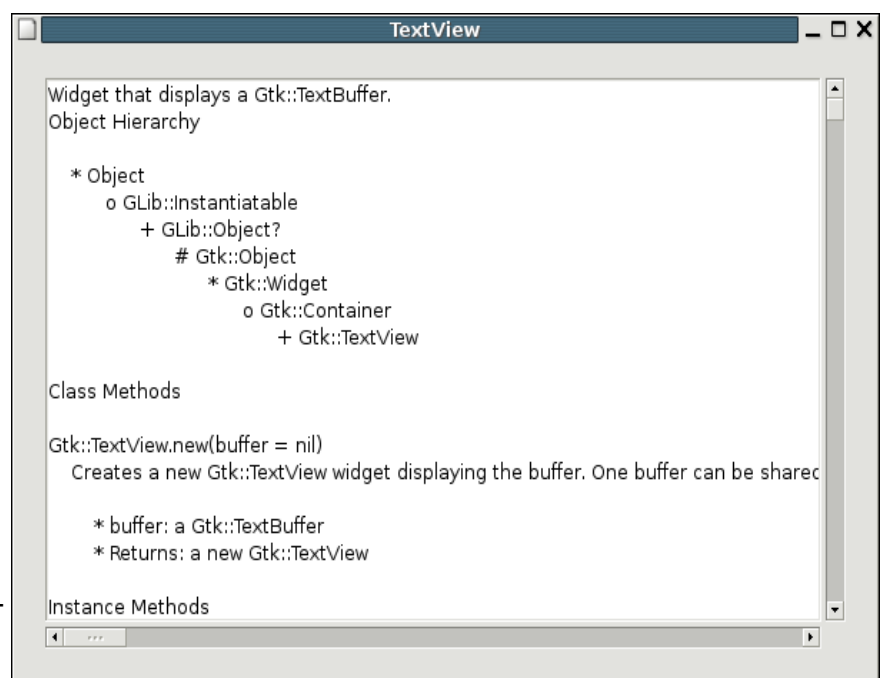 TextView
Widget that displays a Gtk::TextBuffer.
Object Hierarchy
* Object
o GLib::Instantiatable
+ GLib::Object?
# Gtk::Object
* Gtk::Widget
o Gtk::Container
+ Gtk::TextView
Class Methods
Gtk::TextView.new(buffer = nil)
Creates a new Gtk::TextView widget displaying the buffer. One buffer can be shared
* buffer: a Gtk::TextBuffer
* Returns: a new Gtk::TextView
Instance Methods